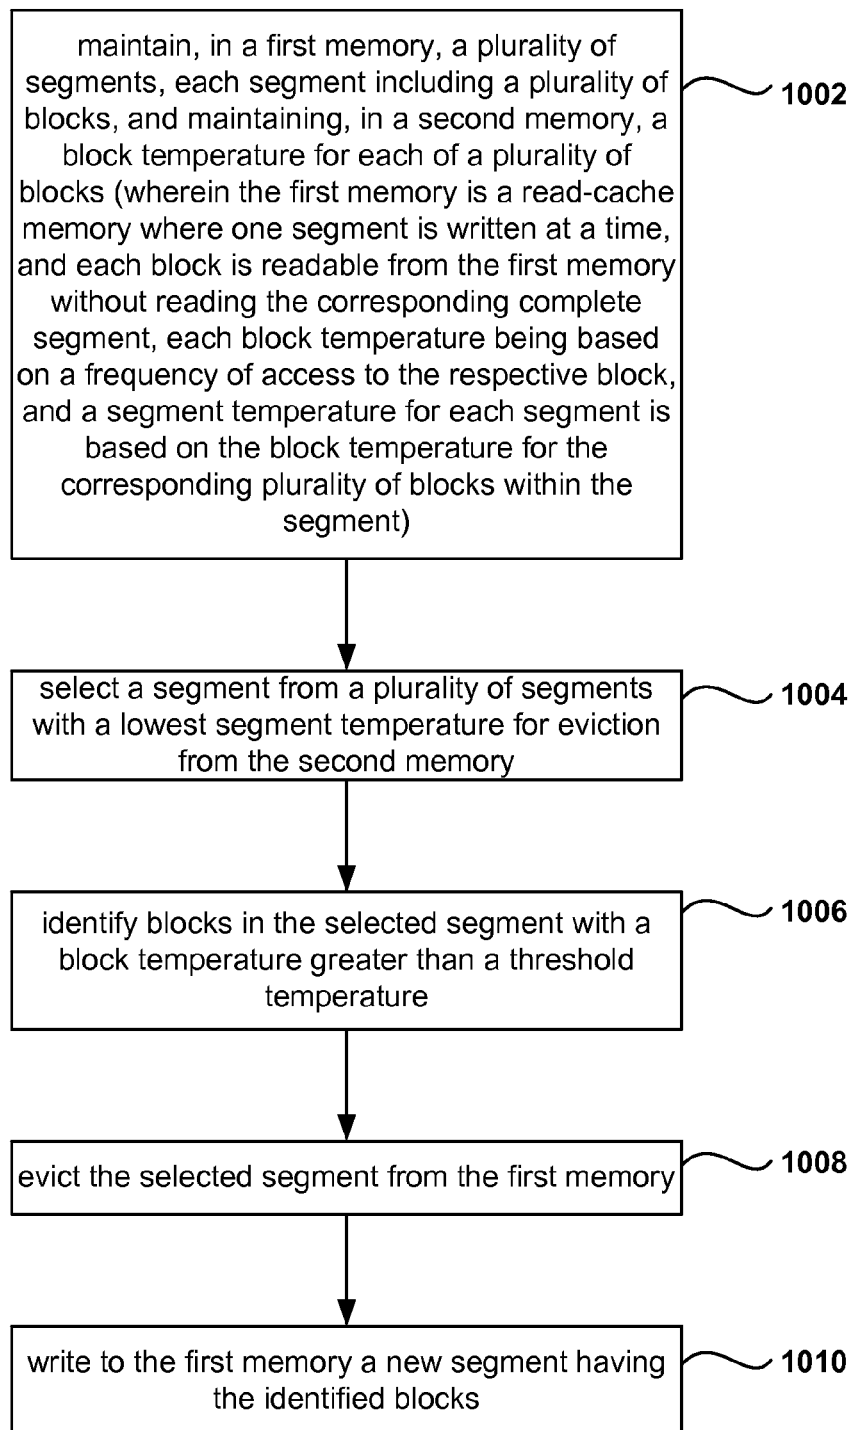 maintain, in a first memory, a plurality of
segments, each segment including a plurality of
blocks, and maintaining, in a second memory, a
block temperature for each of a plurality of
blocks (wherein the first memory is a read-cache
memory where one segment is written at a time,
and each block is readable from the first memory
without reading the corresponding complete
segment, each block temperature being based
on a frequency of access to the respective block,
and a segment temperature for each segment is
based on the block temperature for the
corresponding plurality of blocks within the
segment)
1002
select a segment from a plurality of segments
with a lowest segment temperature for eviction
from the second memory
1004
identify blocks in the selected segment with a
block temperature greater than a threshold
temperature
1006
evict the selected segment from the first memory
1008
write to the first memory a new segment having
the identified blocks
1010